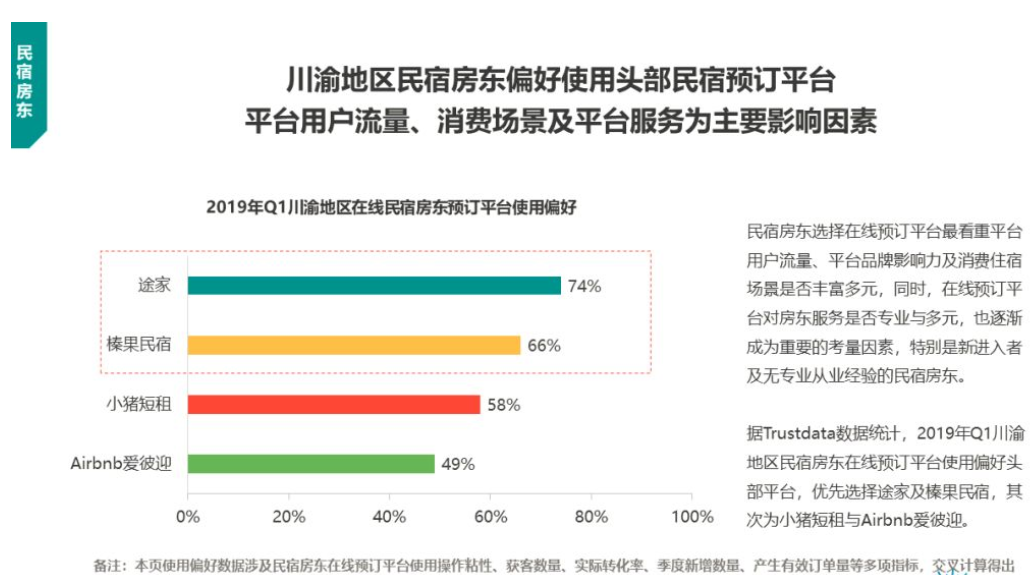 民宿房东
川渝地区民宿房东偏好使用头部民宿预订平台
平台用户流量、消费场景及平台服务为主要影响因素
2019年Q1川渝地区在线民宿房东预订平台使用偏好
途家 74%
榛果民宿 66%
小猪短租 58%
Airbnb爱彼迎 49%
0% 20% 40% 60% 80% 100%
民宿房东选择在线预订平台最看重平台
用户流量、平台品牌影响力及消费住宿
场景是否丰富多元，同时，在线预订平
台对房东服务是否专业与多元，也逐渐
成为重要的考量因素，特别是新进入者
及无专业从业经验的民宿房东。
据Trustdata数据统计，2019年Q1川渝
地区民宿房东在线预订平台使用偏好头
部平台，优先选择途家及榛果民宿，其
次为小猪短租与Airbnb爱彼迎。
备注：本页使用偏好数据涉及民宿房东在线预订平台使用操作粘性、获客数量、实际转化率、季度新增数量、产生有效订单量等多项指标，交叉计算得出